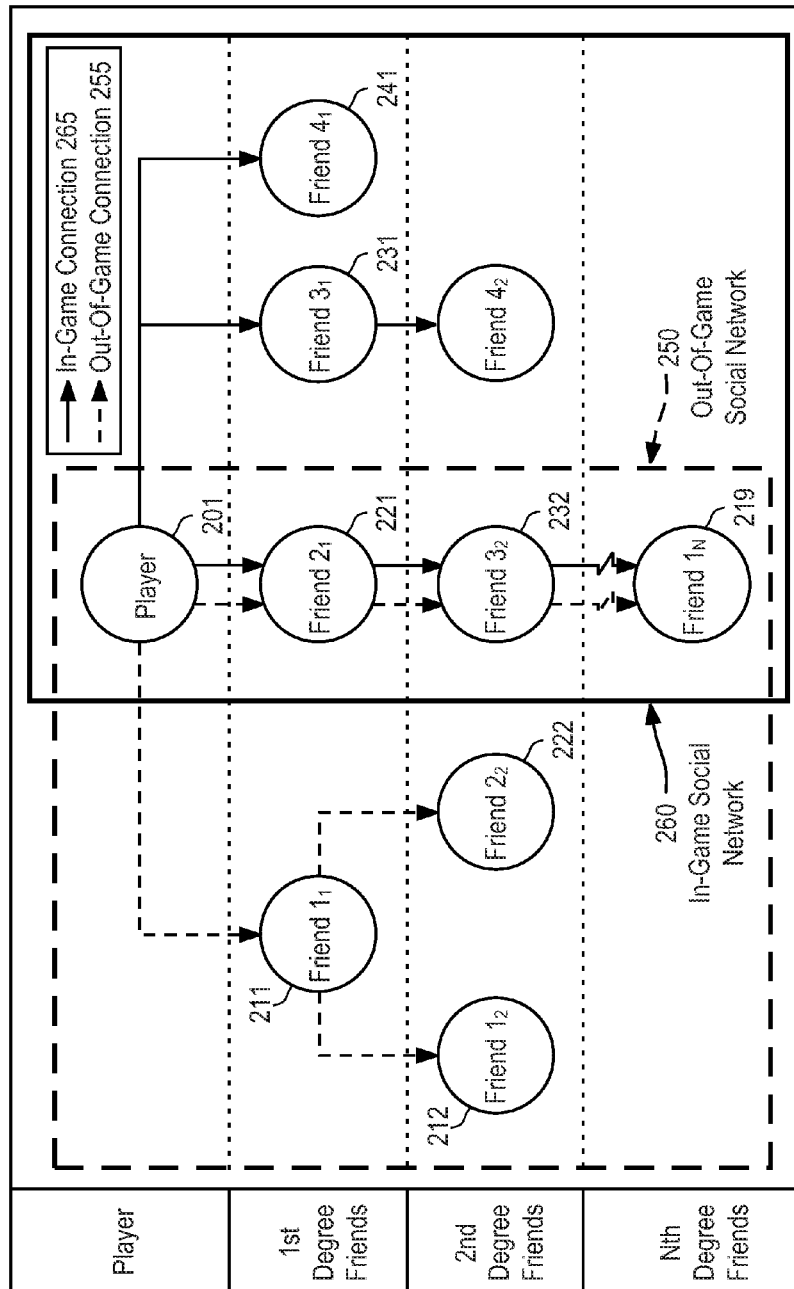 Player
1st
Degree
Friends
2nd
Degree
Friends
Nth
Degree
Friends
In-Game Connection 265
Out-Of-Game Connection 255
Player
201
Friend 1₁
211
Friend 2₁
221
Friend 3₁
231
Friend 4₁
241
Friend 1₂
212
Friend 2₂
222
Friend 3₂
232
Friend 4₂
Friend 1N
219
260
In-Game Social
Network
250
Out-Of-Game
Social Network